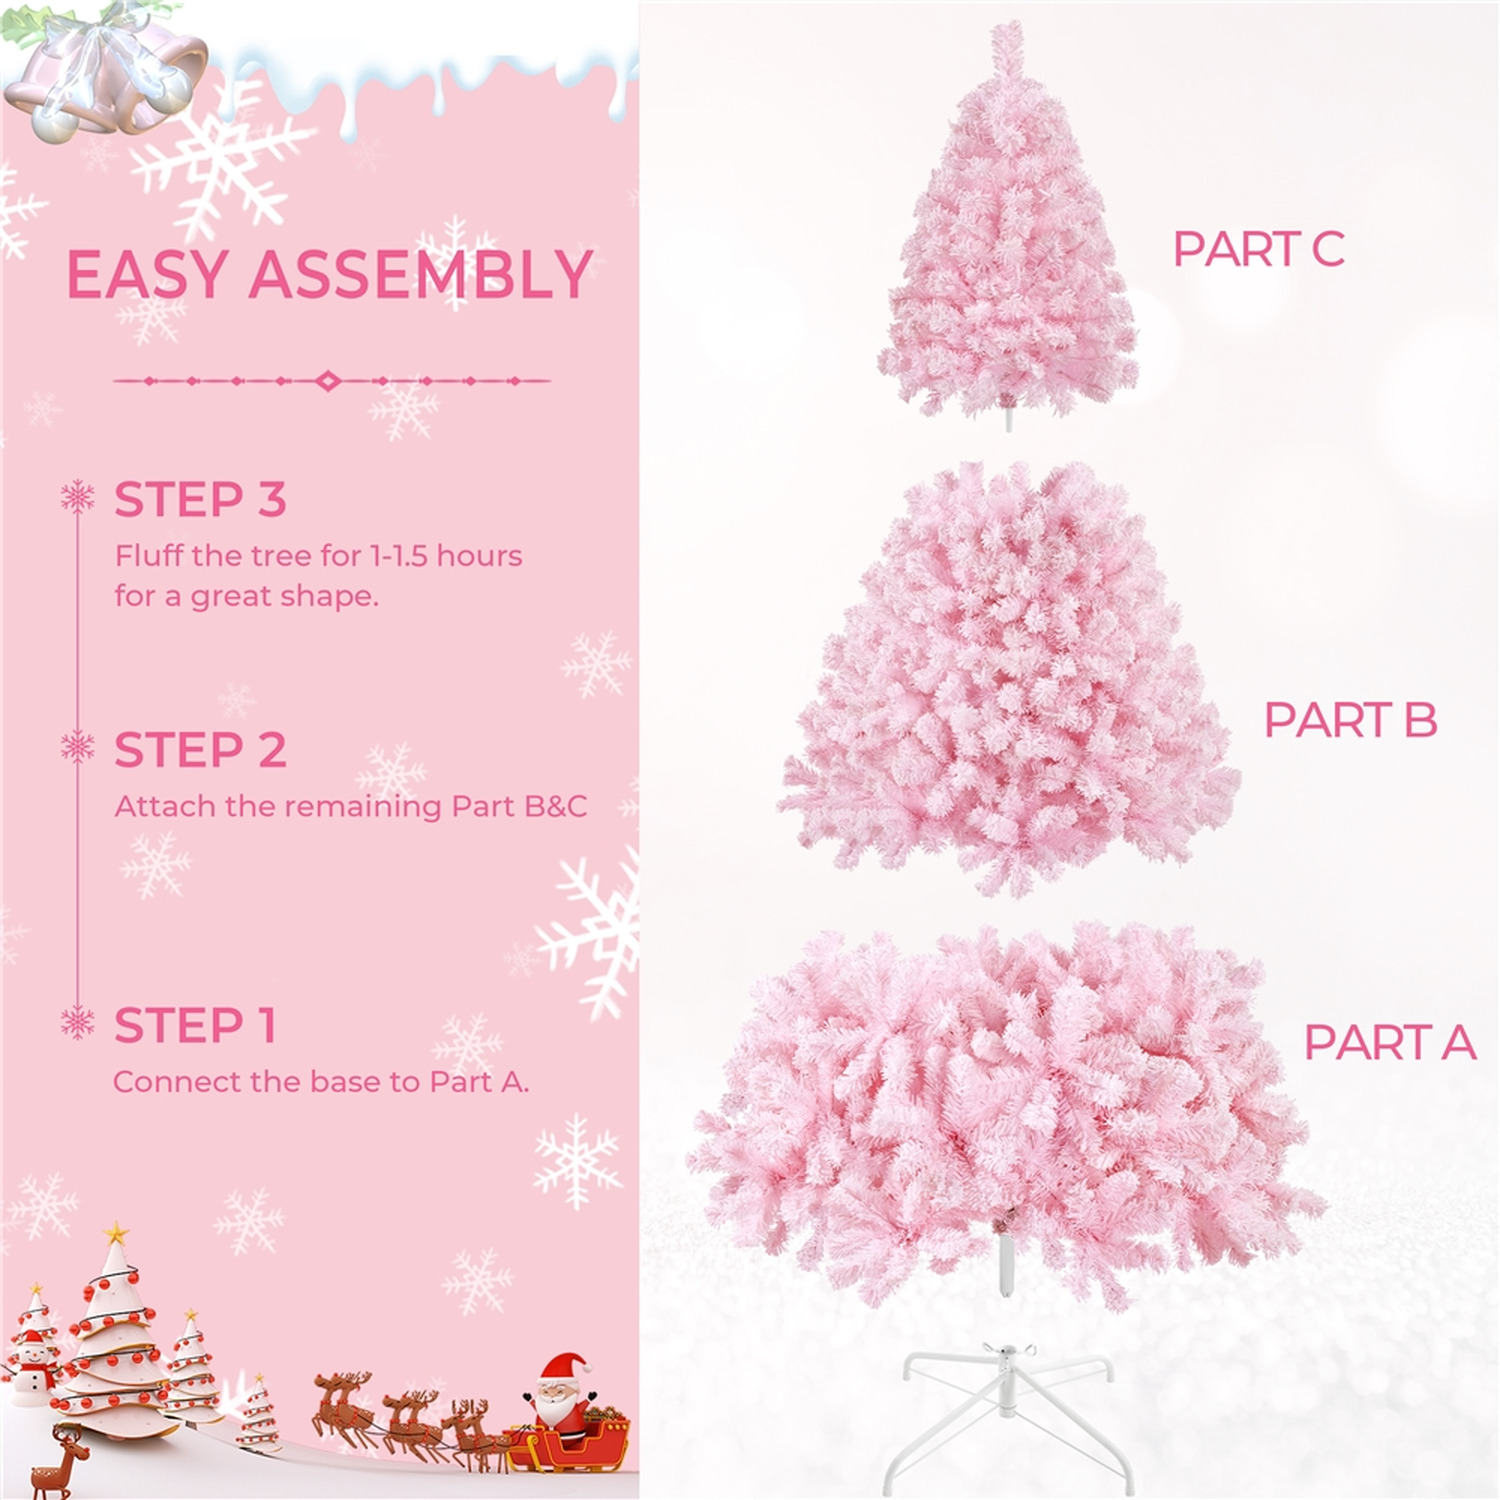 EASY ASSEMBLY
STEP 3
Fluff the tree for 1-1.5 hours
for a great shape.
STEP 2
Attach the remaining Part B&C
STEP 1
Connect the base to Part A.
PART C
PART B
PART A